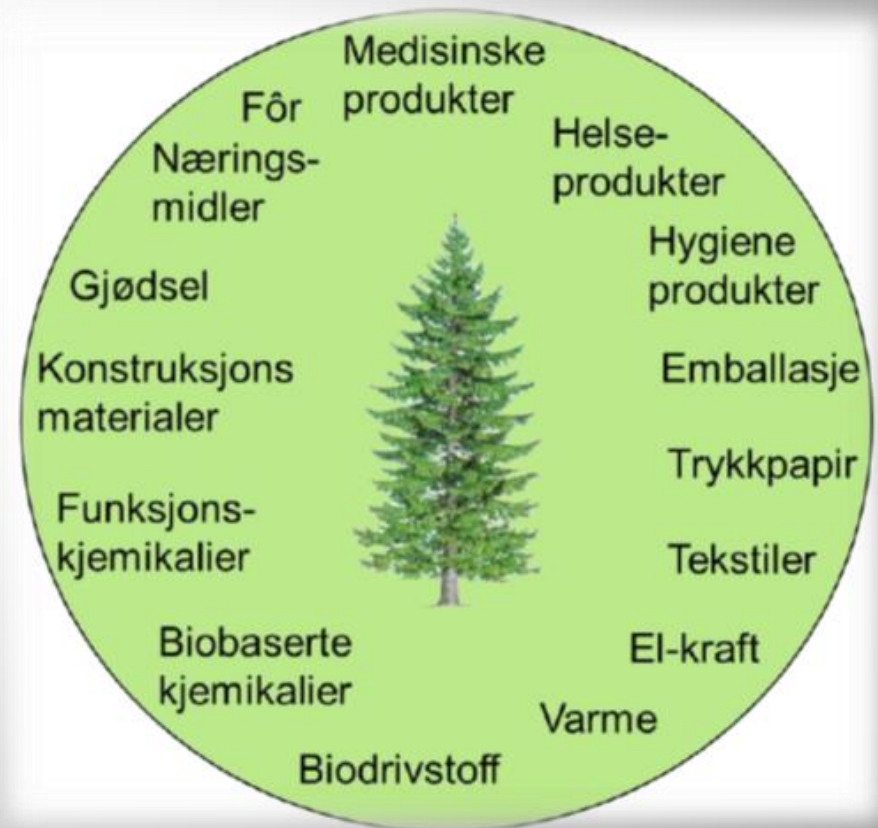 Medisinske
produkter
Helse-
produkter
Hygiene
produkter
Emballasje
Trykkpapir
Tekstiler
El-kraft
Varme
Biodrivstoff
Biobaserte
kjemikalier
Funksjons-
kjemikalier
Konstruksjons
materialer
Gjødsel
Nærings-
midler
Fôr